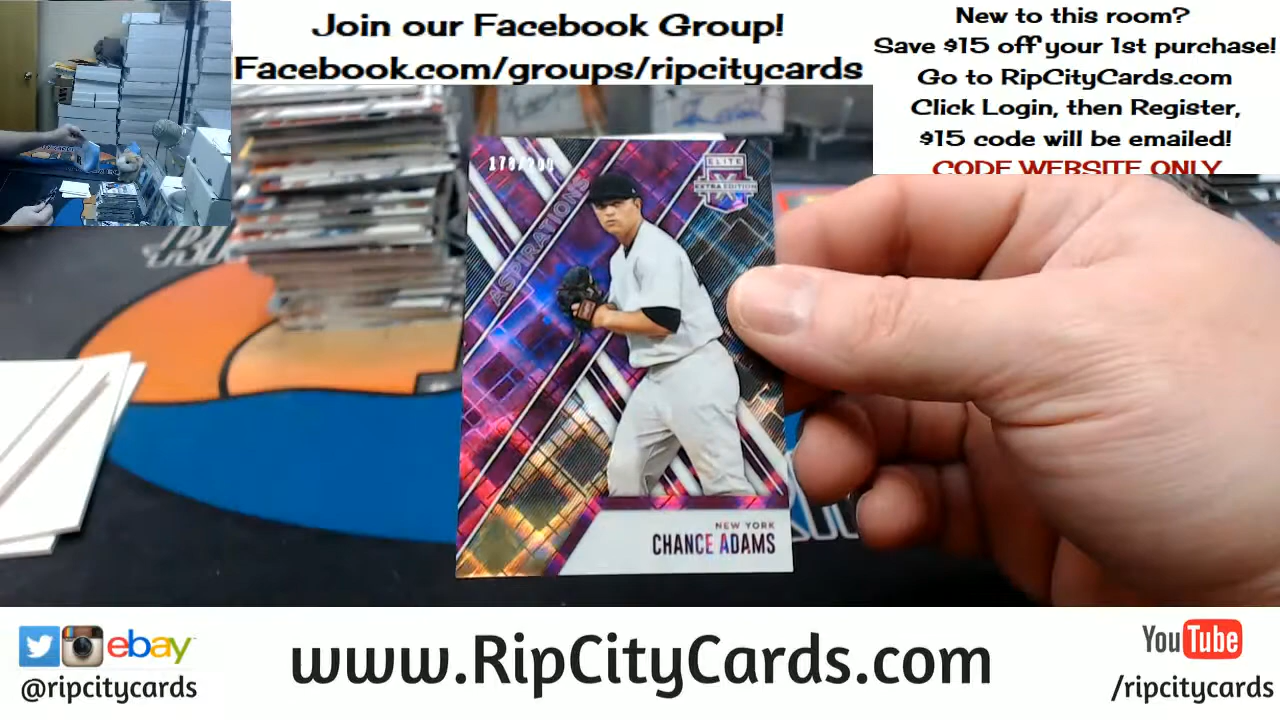 Join our Facebook Group!
Facebook.com/groups/ripcitycards
New to this room?
Save $15 off your 1st purchase!
Go to RipCityCards.com
Click Login, then Register,
$15 code will be emailed!
CODE WEBSITE ONLY
ELITE
EXTRA EDITION
ASPIRATIONS
NEW YORK
CHANCE ADAMS
ebay
@ripcitycards
www.RipCityCards.com
YouTube
/ripcitycards